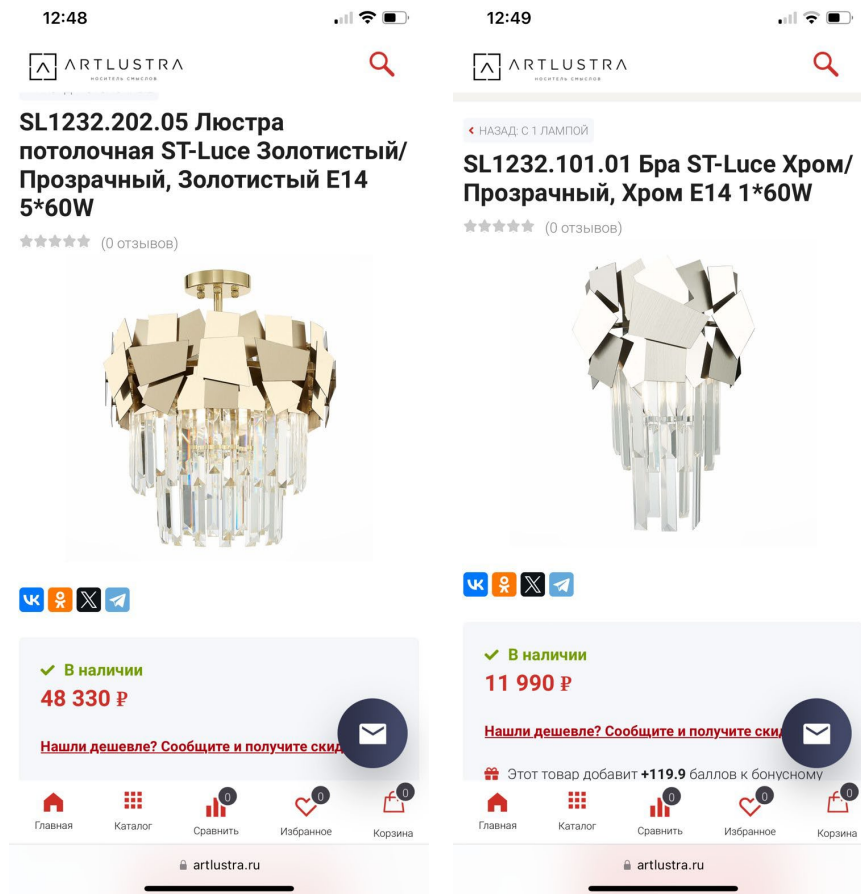 12:48
ARTLUSTRA
НОСИТЕЛЬ СМЫСЛОВ
SL1232.202.05 Люстра
потолочная ST-Luce Золотистый/
Прозрачный, Золотистый E14
5*60W
(0 отзывов)
В наличии
48 330 ₽
Нашли дешевле? Сообщите и получите скид
Главная
Каталог
0
Сравнить
0
Избранное
0
Корзина
artlustra.ru
12:49
ARTLUSTRA
НОСИТЕЛЬ СМЫСЛОВ
НАЗАД: С 1 ЛАМПОЙ
SL1232.101.01 Бра ST-Luce Хром/
Прозрачный, Хром E14 1*60W
(0 отзывов)
В наличии
11 990 ₽
Нашли дешевле? Сообщите и получите ски
Этот товар добавит +119.9 баллов к бонусному
Главная
Каталог
0
Сравнить
0
Избранное
0
Корзина
artlustra.ru